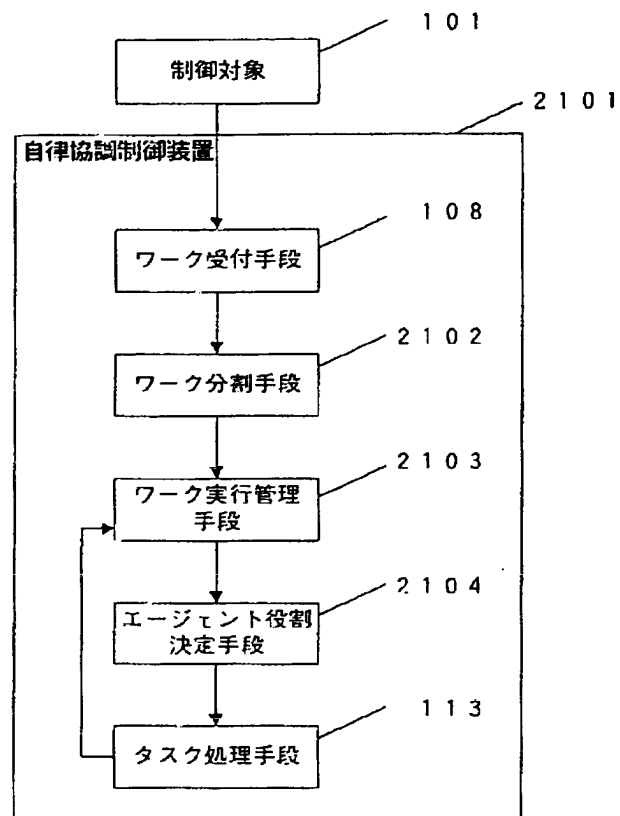 101
制御対象
2101
自律協調制御装置
108
ワーク受付手段
2102
ワーク分割手段
2103
ワーク実行管理
手段
2104
エージェント役割
決定手段
113
タスク処理手段